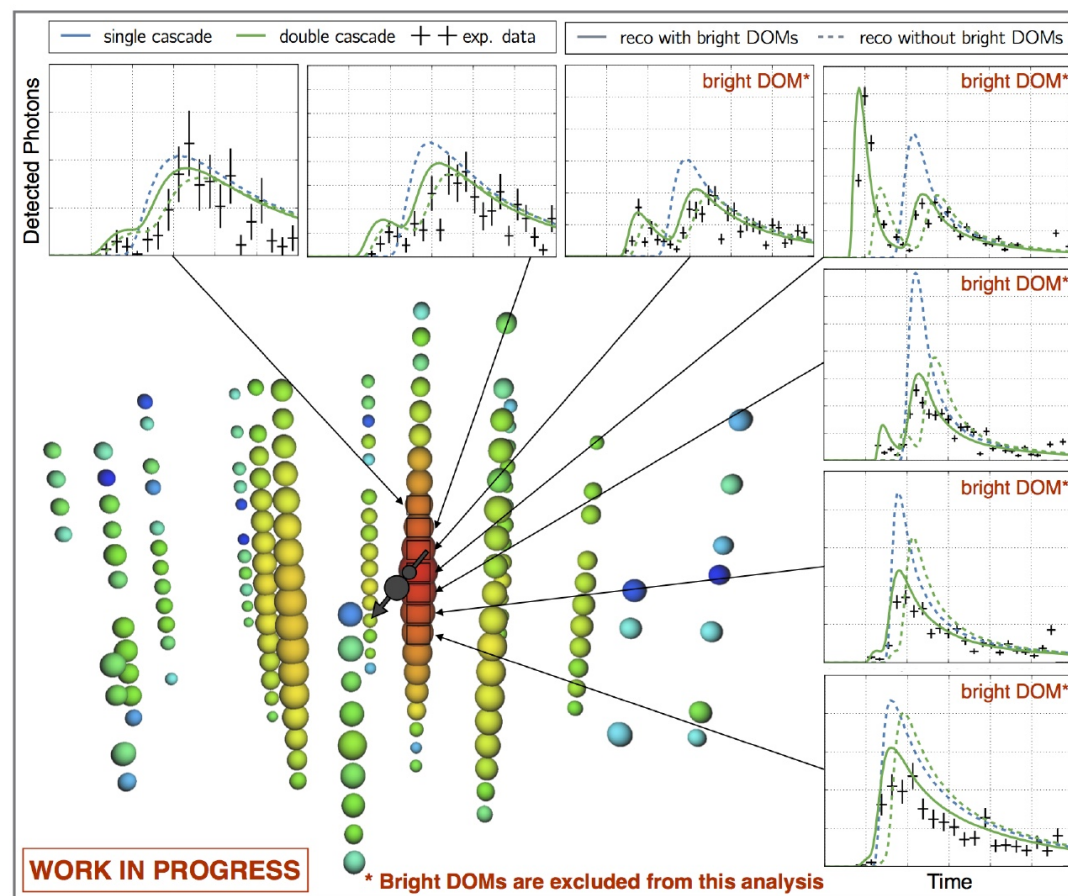 single cascade double cascade exp. data
reco with bright DOMs reco without bright DOMs
Detected Photons
bright DOM*
bright DOM*
bright DOM*
bright DOM*
bright DOM*
WORK IN PROGRESS
* Bright DOMs are excluded from this analysis
Time